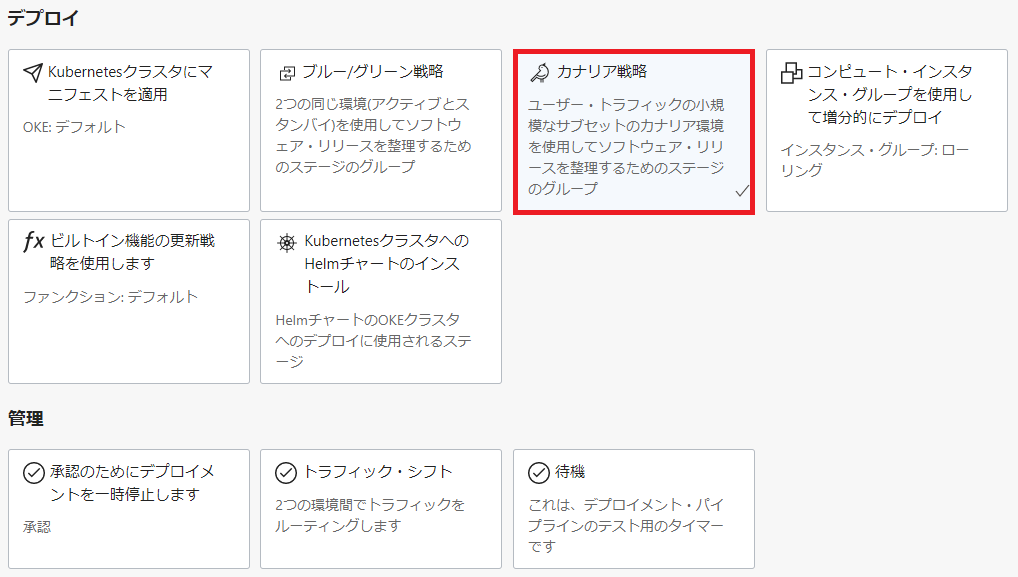 デプロイ
Kubernetesクラスタにマ
ニフェストを適用
OKE: デフォルト
ブルー/グリーン戦略
2つの同じ環境(アクティブとス
タンバイ)を使用してソフトウ
ェア・リリースを整理するため
のステージのグループ
カナリア戦略
ユーザー・トラフィックの小規
模なサブセットのカナリア環境
を使用してソフトウェア・リリ
ースを整理するためのステージ
のグループ
コンピュート・インスタ
ンス・グループを使用し
て増分的にデプロイ
インスタンス・グループ: ロー
リング
fx ビルトイン機能の更新戦
略を使用します
ファンクション: デフォルト
Kubernetesクラスタへの
Helmチャートのインス
トール
HelmチャートのOKEクラスタ
へのデプロイに使用されるステ
ージ
管理
承認のためにデプロイメ
ントを一時停止します
承認
トラフィック・シフト
2つの環境間でトラフィックを
ルーティングします
待機
これは、デプロイメント・パイ
プラインのテスト用のタイマー
です